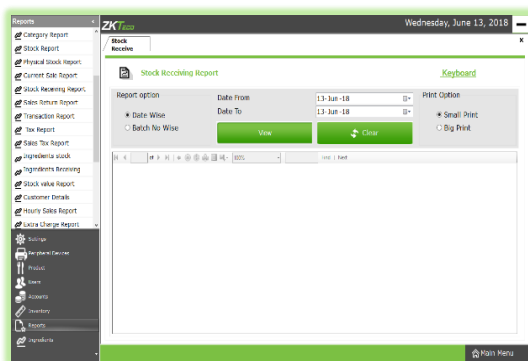 Reports
Category Report
Stock Report
Physical Stock Report
Current Sale Report
Stock Receiving Report
Sales Return Report
Transaction Report
Tax Report
Sales Tax Report
Ingredients stock
Ingredients Receiving
Stock value Report
Customer Details
Hourly Sales Report
Extra Charge Report
Settings
Peripheral Devices
Product
Users
Accounts
Inventory
Reports
Ingredients
ZKTeco
Wednesday, June 13, 2018
Stock
Receive
x
Stock Receiving Report
Keyboard
Report option
Date Wise
Batch No Wise
Date From
13-Jun -18
Date To
13-Jun -18
View
Clear
Print Option
Small Print
Big Print
of
100%
Find | Next
Main Menu